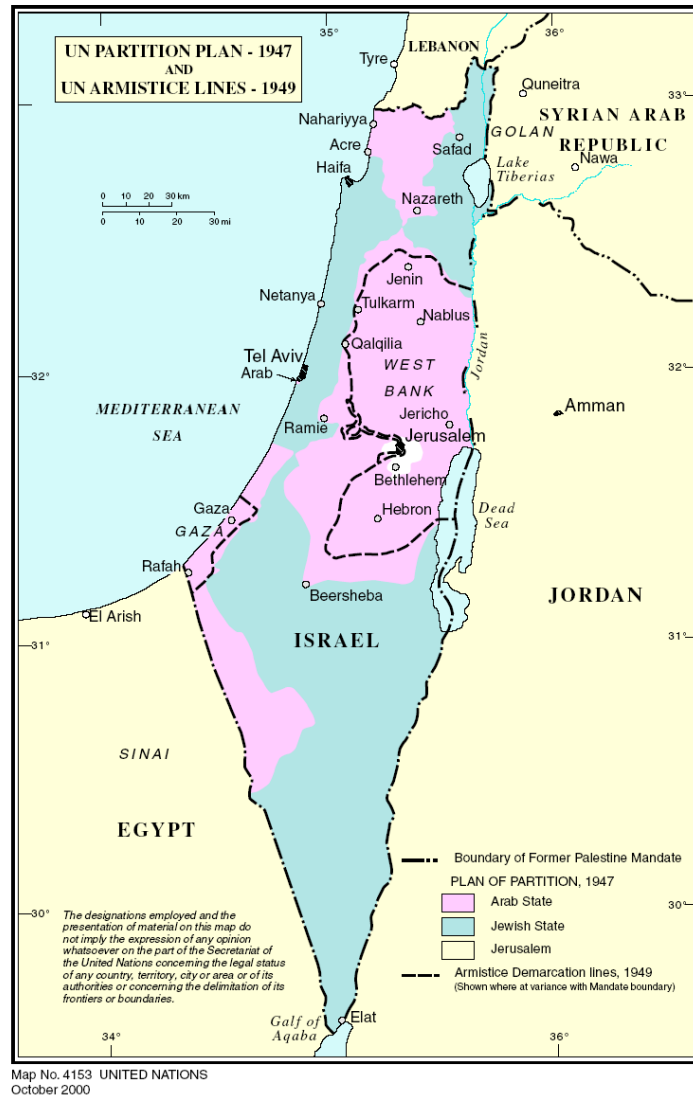 UN PARTITION PLAN - 1947
AND
UN ARMISTICE LINES - 1949
35°
36°
LEBANON
Tyre
Quneitra
33°
SYRIAN ARAB
REPUBLIC
GOLAN
Nahariyya
Acre
Safad
Haifa
Lake
Tiberias
Nawa
0 10 20 30 km
0 10 20 30 mi
Nazareth
Jenin
Netanya
Tulkarm
Nablus
Qalqilia
Tel Aviv
Arab
WEST
BANK
Jordan
32°
32°
MEDITERRANEAN
SEA
Amman
Ramie
Jericho
Jerusalem
Bethlehem
Gaza
GAZA
Hebron
Dead
Sea
Rafah
Beersheba
El Arish
JORDAN
ISRAEL
31°
31°
SINAI
EGYPT
Boundary of Former Palestine Mandate
PLAN OF PARTITION, 1947
Arab State
Jewish State
Jerusalem
Armistice Demarcation lines, 1949
(Shown where at variance with Mandate boundary)
30°
30°
The designations employed and the
presentation of material on this map do
not imply the expression of any opinion
whatsoever on the part of the Secretariat of
the United Nations concerning the legal status
of any country, territory, city or area or of its
authorities or concerning the delimitation of its
frontiers or boundaries.
Galf of
Aqaba
Elat
34°
36°
Map No. 4153 UNITED NATIONS
October 2000